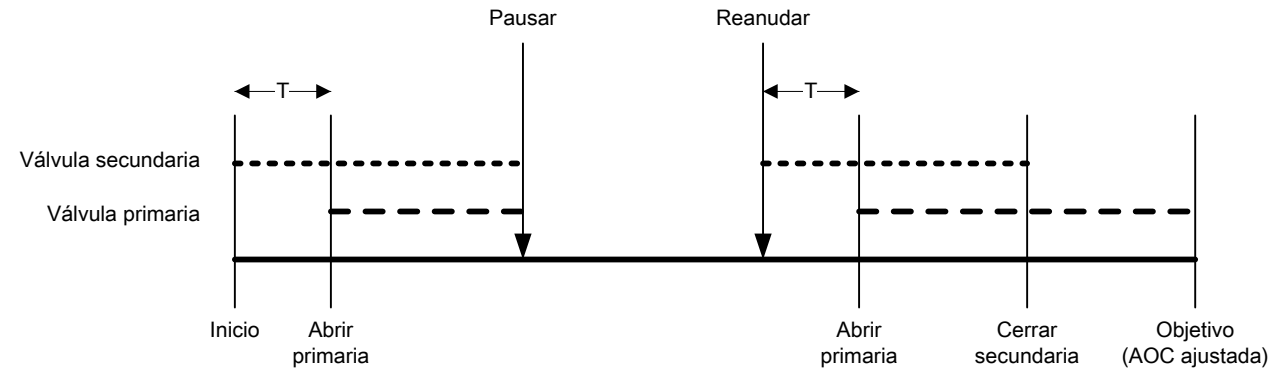 Pausar
Reanudar
T
T
Válvula secundaria
Válvula primaria
Inicio
Abrir
primaria
Abrir
primaria
Cerrar
secundaria
Objetivo
(AOC ajustada)